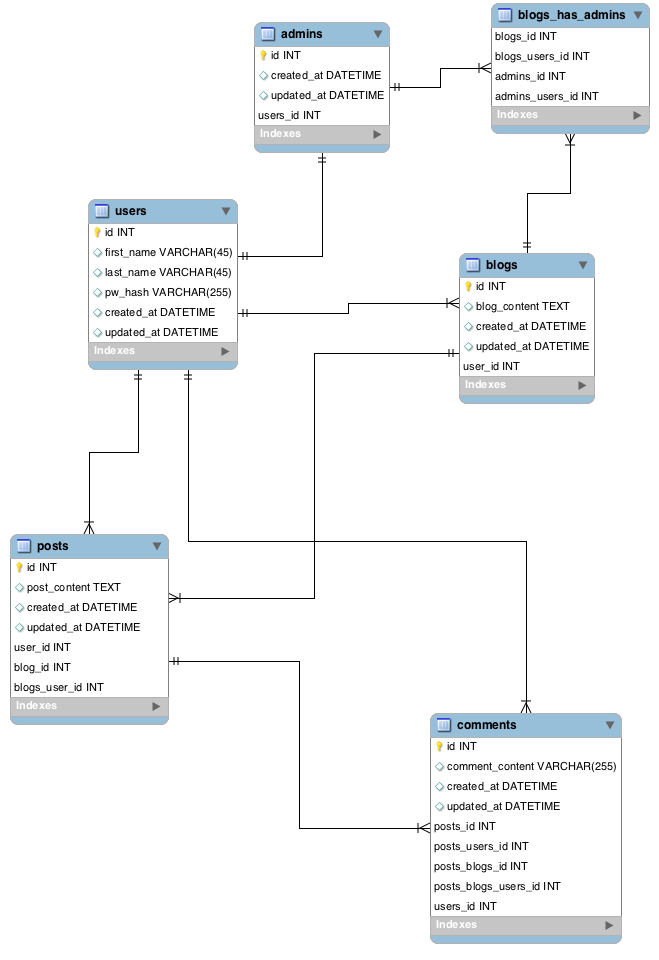 admins
id INT
created_at DATETIME
updated_at DATETIME
users_id INT
Indexes
blogs_has_admins
blogs_id INT
blogs_users_id INT
admins_id INT
admins_users_id INT
Indexes
users
id INT
first_name VARCHAR(45)
last_name VARCHAR(45)
pw_hash VARCHAR(255)
created_at DATETIME
updated_at DATETIME
Indexes
blogs
id INT
blog_content TEXT
created_at DATETIME
updated_at DATETIME
user_id INT
Indexes
posts
id INT
post_content TEXT
created_at DATETIME
updated_at DATETIME
user_id INT
blog_id INT
blogs_user_id INT
Indexes
comments
id INT
comment_content VARCHAR(255)
created_at DATETIME
updated_at DATETIME
posts_id INT
posts_users_id INT
posts_blogs_id INT
posts_blogs_users_id INT
users_id INT
Indexes